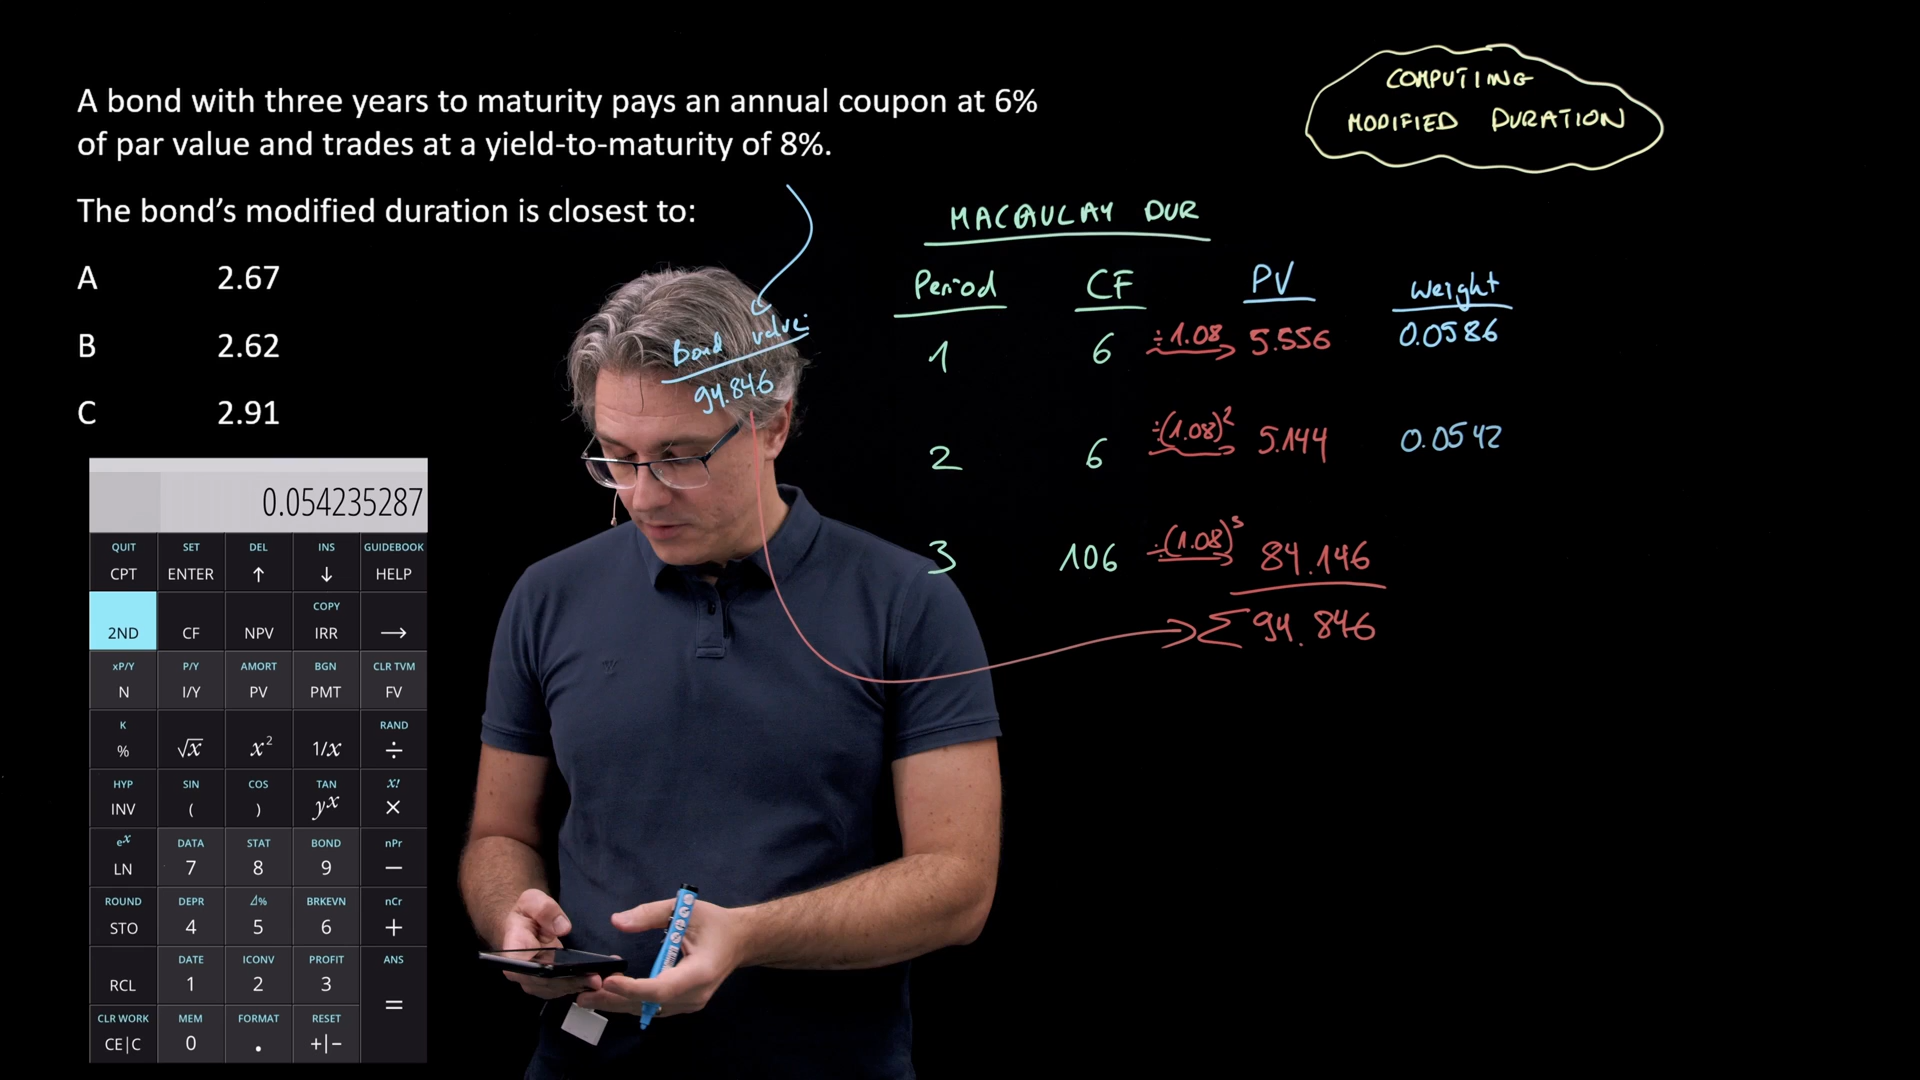 A bond with three years to maturity pays an annual coupon at 6%
of par value and trades at a yield-to-maturity of 8%.
The bond's modified duration is closest to:
A 2.67
B 2.62
C 2.91
COMPUTING
MODIFIED DURATION
MACAULAY DUR
Period CF PV Weight
1 6 ÷1.08 5.556 0.0586
2 6 ÷(1.08)² 5.144 0.0542
3 106 ÷(1.08)³ 84.146
Σ 94.846
Bond value:
94.846
0.054235287
QUIT SET DEL INS GUIDEBOOK
CPT ENTER ↑ ↓ HELP
COPY
2ND CF NPV IRR →
xP/Y P/Y AMORT BGN CLR TVM
N I/Y PV PMT FV
K RAND
% √x x² 1/x ÷
HYP SIN COS TAN x!
INV ( ) yˣ ×
eˣ DATA STAT BOND nPr
LN 7 8 9 −
ROUND DEPR Δ% BRKEVN nCr
STO 4 5 6 +
DATE ICONV PROFIT ANS
RCL 1 2 3 =
CLR WORK MEM FORMAT RESET
CE|C 0 . +|−